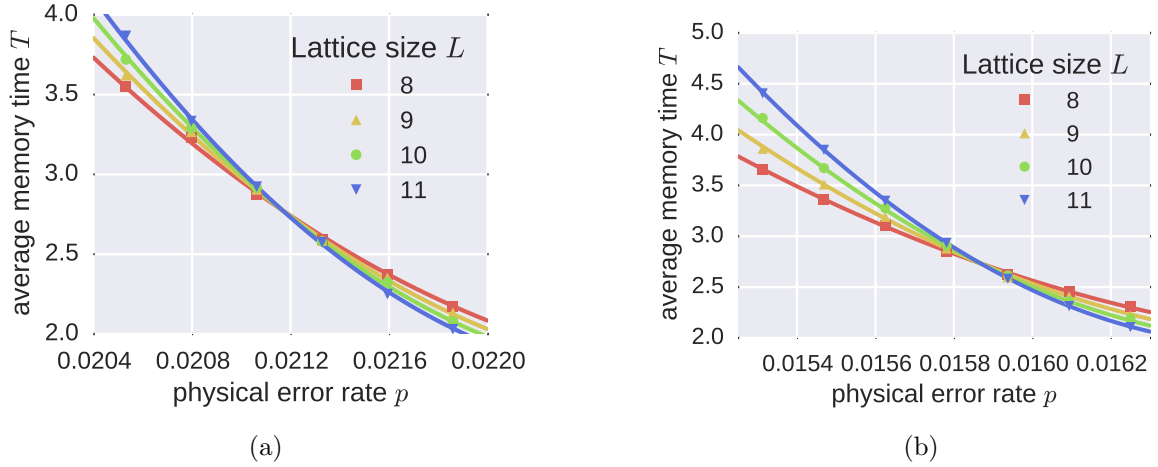 4.0
3.5
3.0
2.5
2.0
average memory time T
Lattice size L
8
9
10
11
0.0204 0.0208 0.0212 0.0216 0.0220
physical error rate p
(a)
5.0
4.5
4.0
3.5
3.0
2.5
2.0
average memory time T
Lattice size L
8
9
10
11
0.0154 0.0156 0.0158 0.0160 0.0162
physical error rate p
(b)